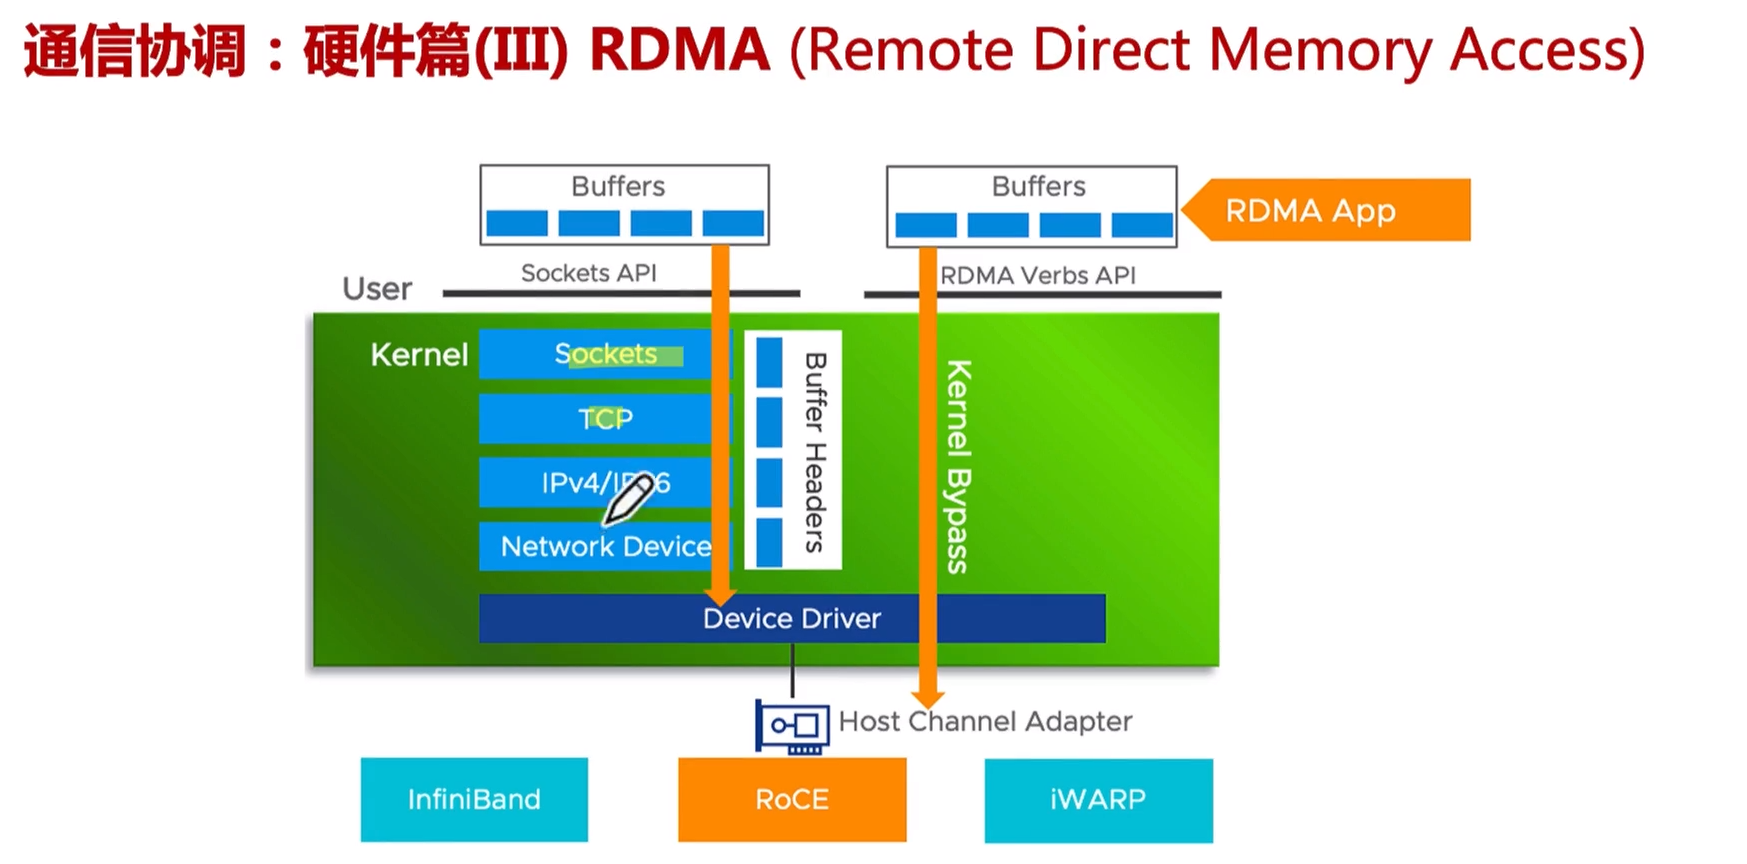 通信协调：硬件篇(III) RDMA (Remote Direct Memory Access)
Buffers
Buffers
RDMA App
Sockets API
RDMA Verbs API
User
Kernel
Sockets
TCP
IPv4/IPv6
Network Device
Buffer Headers
Kernel Bypass
Device Driver
Host Channel Adapter
InfiniBand
RoCE
iWARP